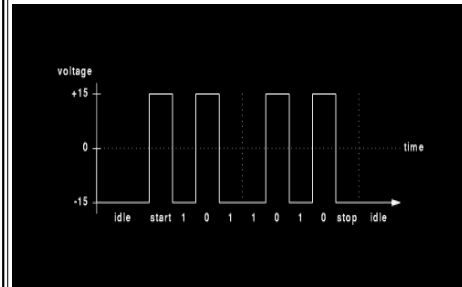 voltage
+15
0
time
-15
idle start 1 0 1 1 0 1 0 stop idle